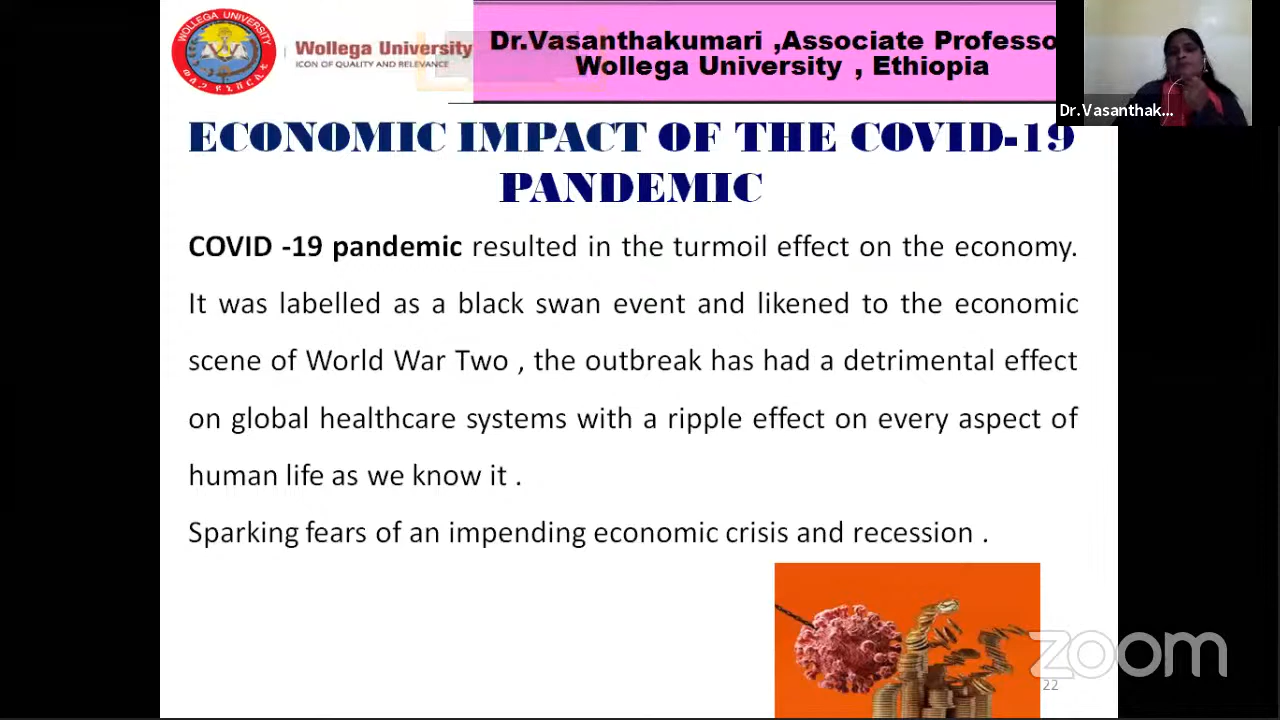 WOLLEGA UNIVERSITY
ወለጋ ዩኒቨርሲቲ
Wollega University
ICON OF QUALITY AND RELEVANCE
Dr.Vasanthakumari ,Associate Professo
Wollega University , Ethiopia
Dr.Vasanthak...
ECONOMIC IMPACT OF THE COVID-19
PANDEMIC
COVID -19 pandemic resulted in the turmoil effect on the economy.
It was labelled as a black swan event and likened to the economic
scene of World War Two , the outbreak has had a detrimental effect
on global healthcare systems with a ripple effect on every aspect of
human life as we know it .
Sparking fears of an impending economic crisis and recession .
zoom
22